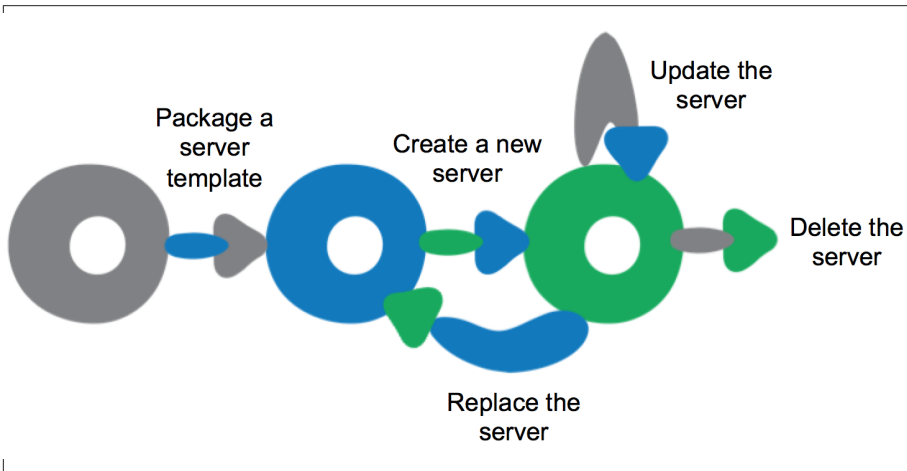 Package a
server
template
Create a new
server
Update the
server
Delete the
server
Replace the
server